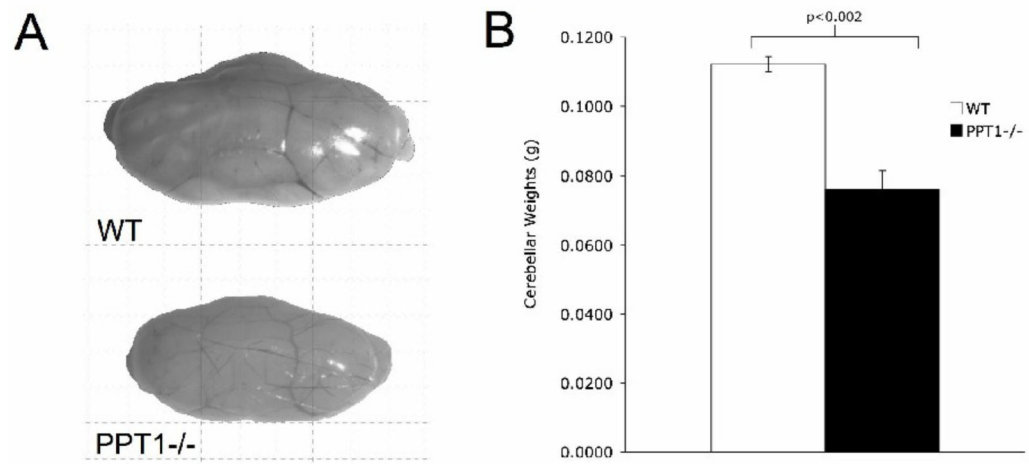 A
WT
PPT1-/-
B
p<0.002
0.1200
0.1000
0.0800
0.0600
0.0400
0.0200
0.0000
Cerebellar Weights (g)
WT
PPT1-/-